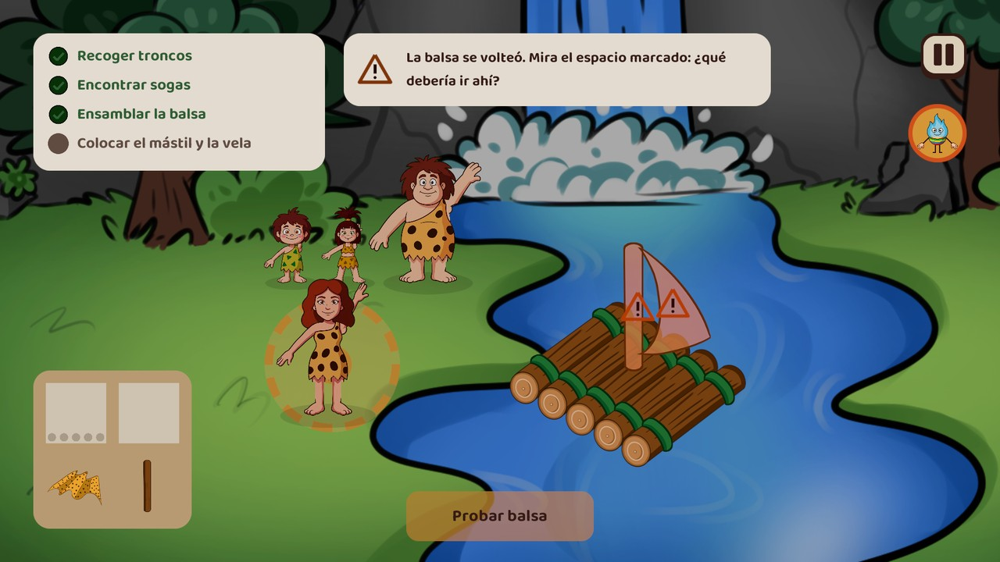 Recoger troncos
Encontrar sogas
Ensamblar la balsa
Colocar el mástil y la vela
La balsa se volteó. Mira el espacio marcado: ¿qué
debería ir ahí?
Probar balsa